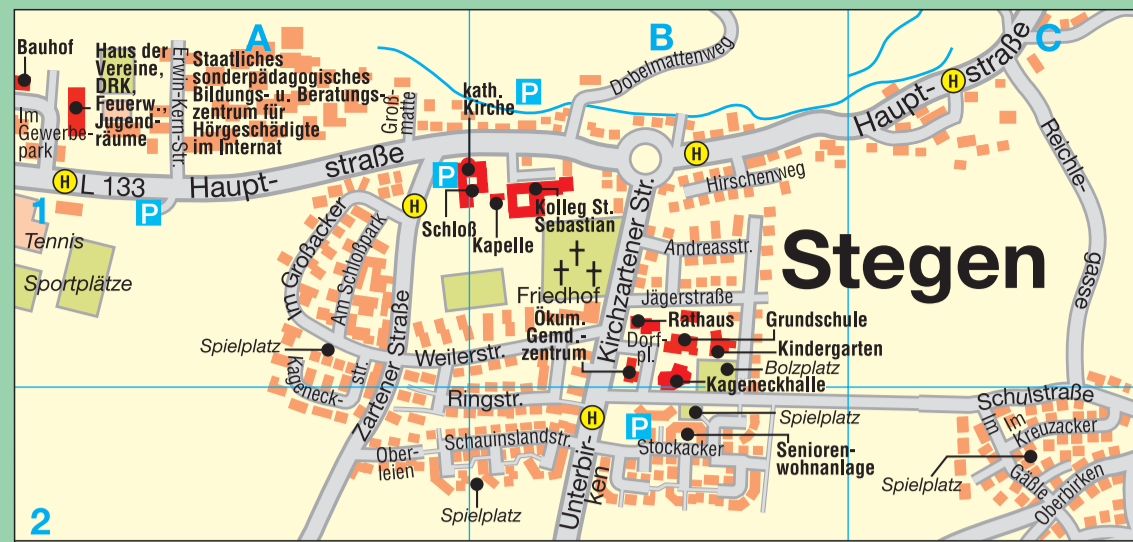 A
B
C
1
2
Stegen
Bauhof
Haus der
Vereine,
DRK,
Feuerw.,
Jugend-
räume
Erwin-Kern-Str.
Staatliches
sonderpädagogisches
Bildungs- u. Beratungs-
zentrum für
Hörgeschädigte
im Internat
Im
Gewerbe-
park
Groß-
matte
kath.
Kirche
P
Dobelmattenweg
Haupt-
straße
H
Reichle-
gasse
H
L 133
Haupt-
straße
P
P
H
H
Hirschenweg
Schloß
Kapelle
Kolleg St.
Sebastian
Tennis
Sportplätze
Im Großacker
Am Schloßpark
Zartener Straße
Friedhof
Kirchzartener Str.
Andreasstr.
Jägerstraße
Ökum.
Gemd.-
zentrum
Rathaus
Dorf-
pl.
Grundschule
Kindergarten
Bolzplatz
Kageneckhalle
Spielplatz
Kageneck-
str.
Weilerstr.
Ringstr.
H
P
Schauinslandstr.
Ober-
leien
Spielplatz
Unterbir-
ken
Stockacker
Spielplatz
Senioren-
wohnanlage
Schulstraße
Im
Im
Kreuzacker
Gäßle
Spielplatz
Oberbirken